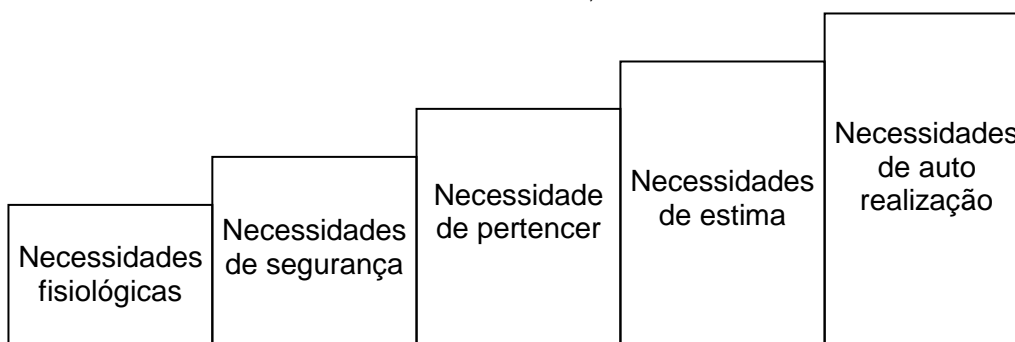 Necessidades
fisiológicas
Necessidades
de segurança
Necessidade
de pertencer
Necessidades
de estima
Necessidades
de auto
realização